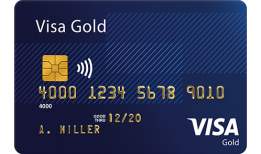 Visa Gold
4000 1234 5678 9010
4000
GOOD THRU 12/20
A. MILLER
VISA
Gold